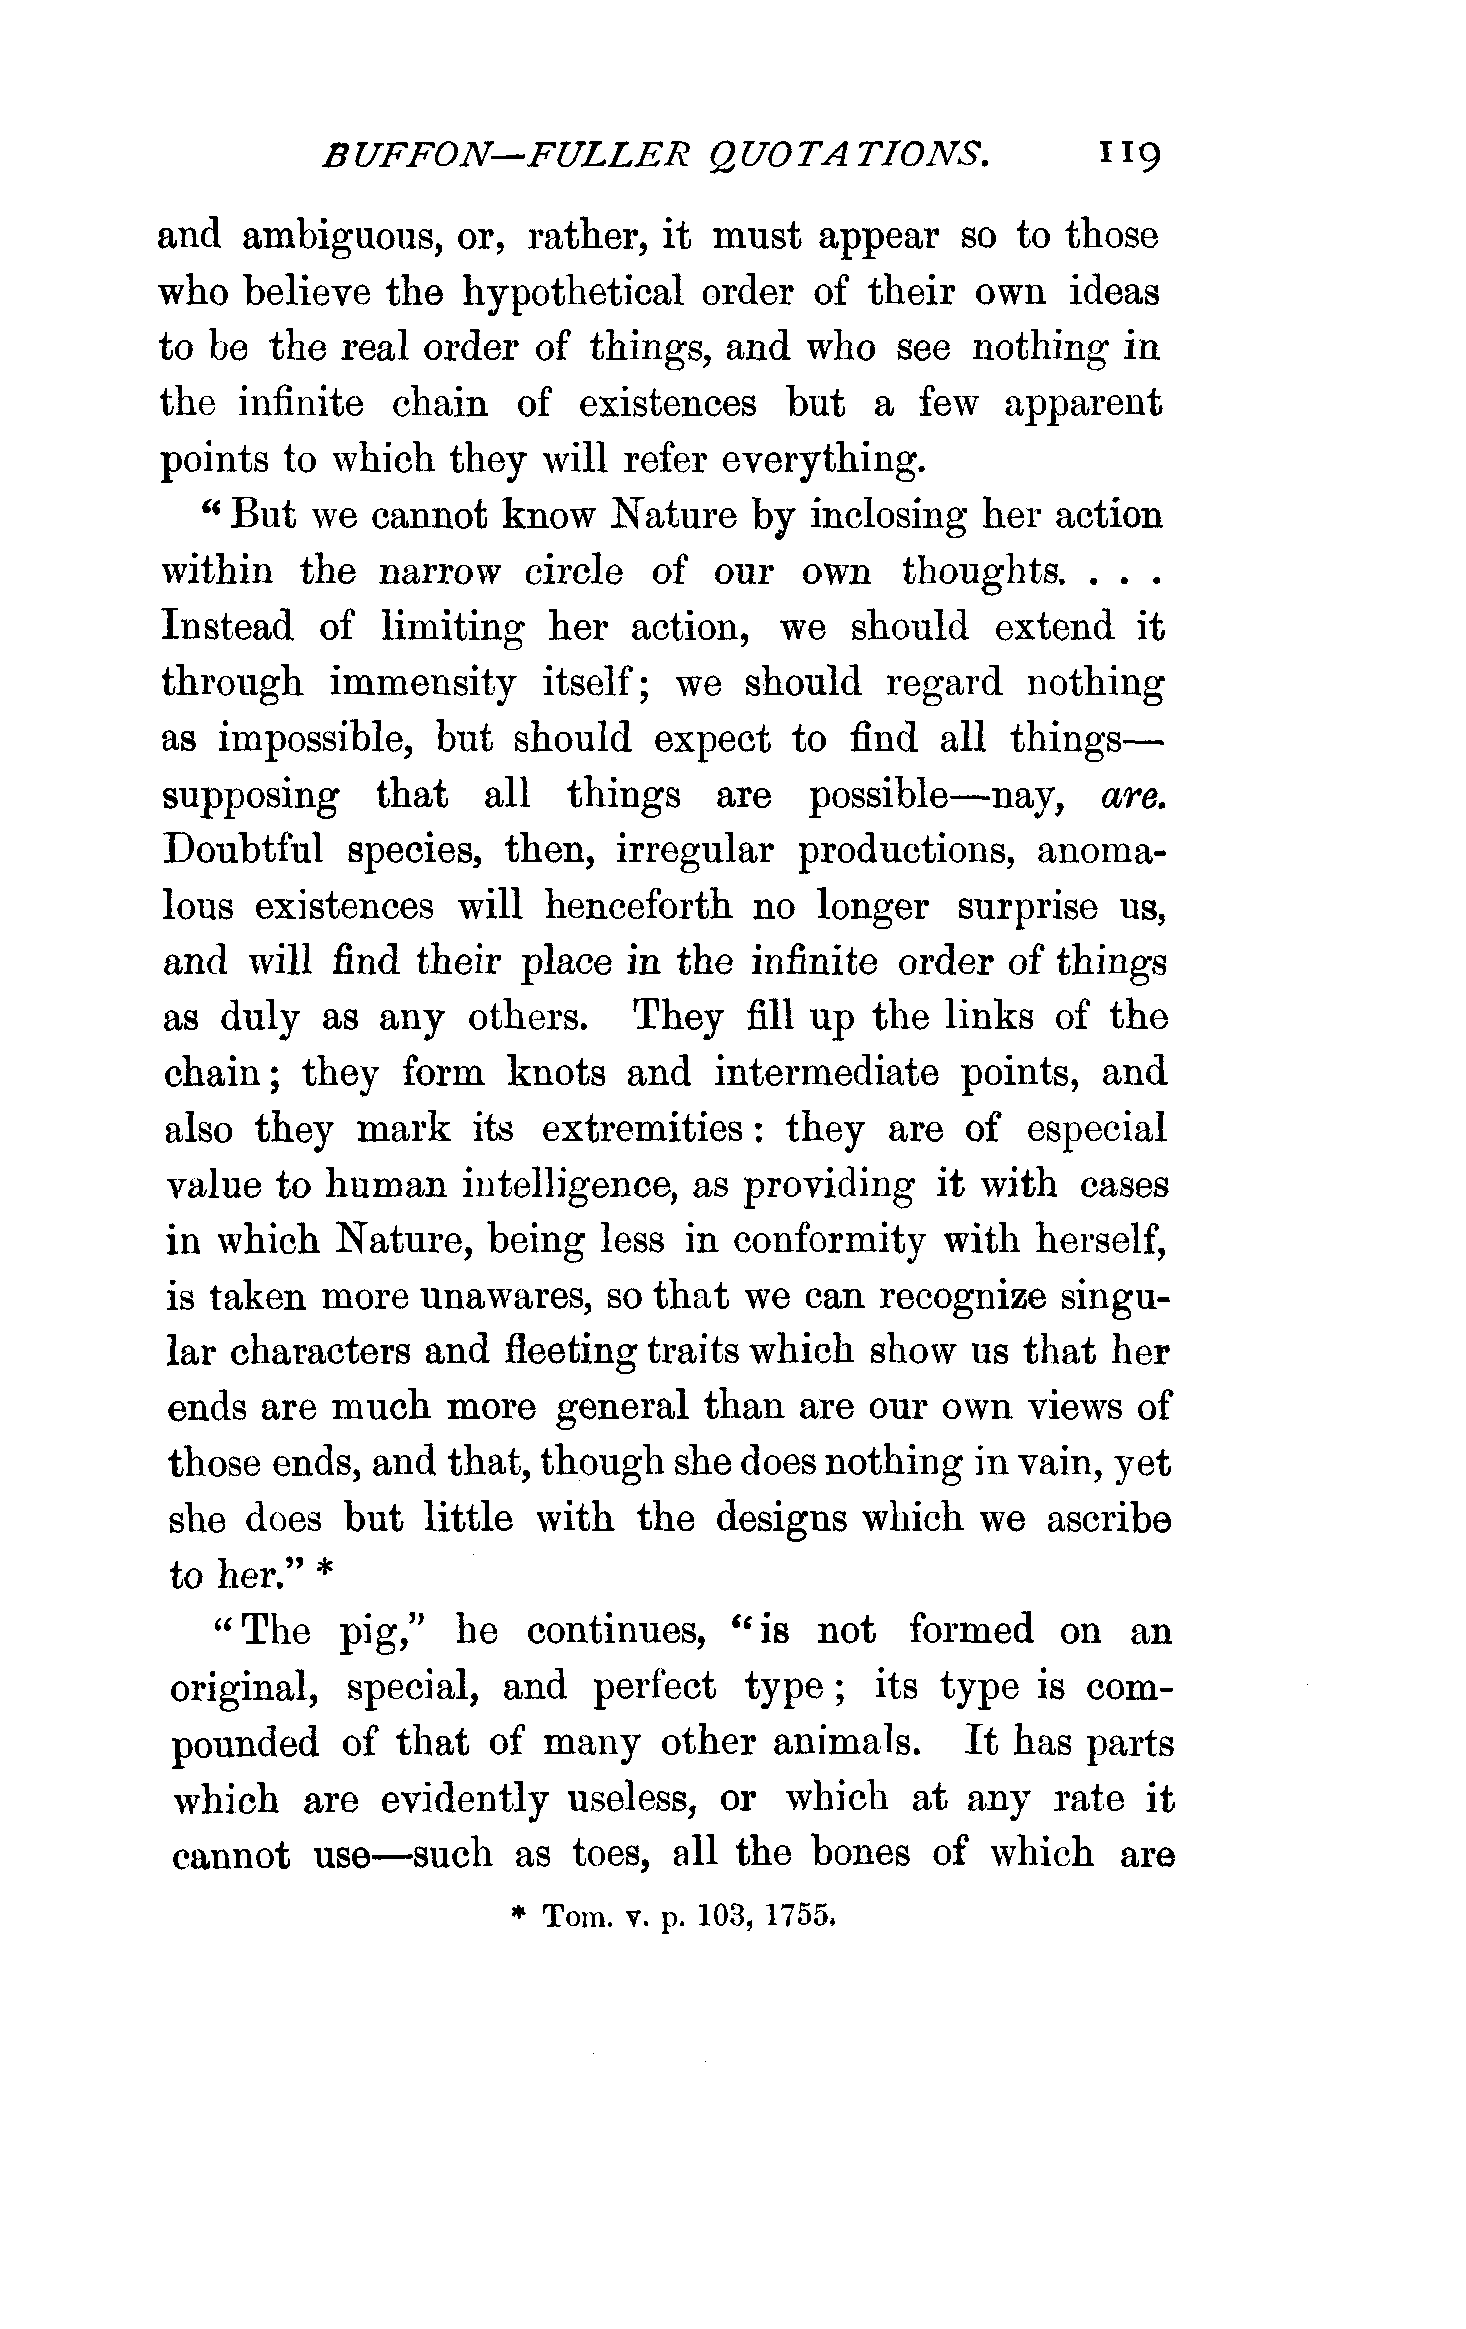 BUFFON—FULLER QUOTATIONS. 119
and ambiguous, or, rather, it must appear so to those
who believe the hypothetical order of their own ideas
to be the real order of things, and who see nothing in
the infinite chain of existences but a few apparent
points to which they will refer everything.
“But we cannot know Nature by inclosing her action
within the narrow circle of our own thoughts. . . .
Instead of limiting her action, we should extend it
through immensity itself; we should regard nothing
as impossible, but should expect to find all things—
supposing that all things are possible—nay, are.
Doubtful species, then, irregular productions, anoma-
lous existences will henceforth no longer surprise us,
and will find their place in the infinite order of things
as duly as any others. They fill up the links of the
chain; they form knots and intermediate points, and
also they mark its extremities: they are of especial
value to human intelligence, as providing it with cases
in which Nature, being less in conformity with herself,
is taken more unawares, so that we can recognize singu-
lar characters and fleeting traits which show us that her
ends are much more general than are our own views of
those ends, and that, though she does nothing in vain, yet
she does but little with the designs which we ascribe
to her.” *
“The pig,” he continues, “is not formed on an
original, special, and perfect type; its type is com-
pounded of that of many other animals. It has parts
which are evidently useless, or which at any rate it
cannot use—such as toes, all the bones of which are
* Tom. v. p. 103, 1755.